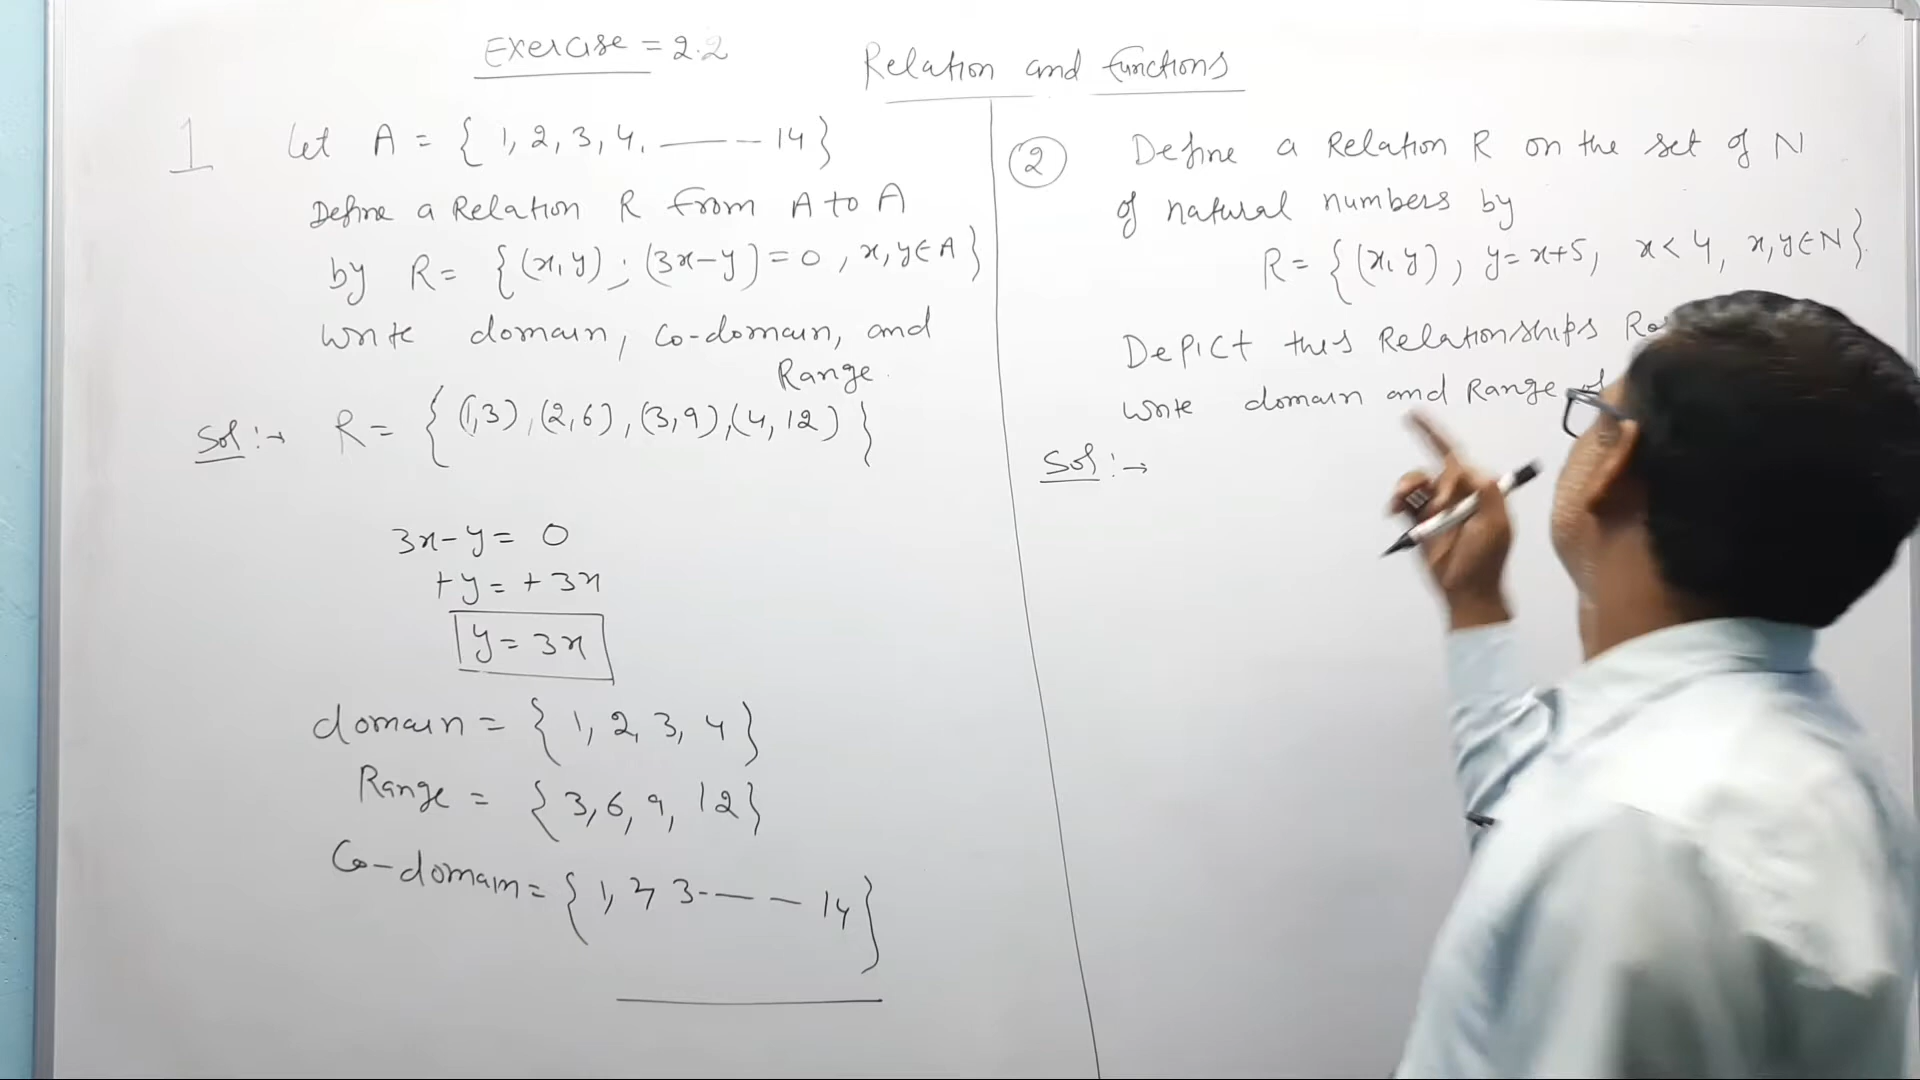 Exercise = 2.2
Relation and functions
1 Let A = { 1, 2, 3, 4, —— – 14}
Define a Relation R from A to A
by R = {(x, y) ; (3x-y) = 0 , x, y ∈ A }
Write domain, Co-domain, and
Range.
Sol :→ R = { (1,3) , (2,6) , (3,9) , (4, 12) }
3x - y = 0
+y = +3x
y = 3x
domain = { 1, 2, 3, 4 }
Range = { 3, 6, 9, 12}
Co-domain = { 1, 2, 3 -— — 14 }
2 Define a Relation R on the set of N
of natural numbers by
R = { (x, y) , y = x+5, x < 4, x, y ∈ N }.
Depict this Relationships
Write domain and Range of
Sol :→